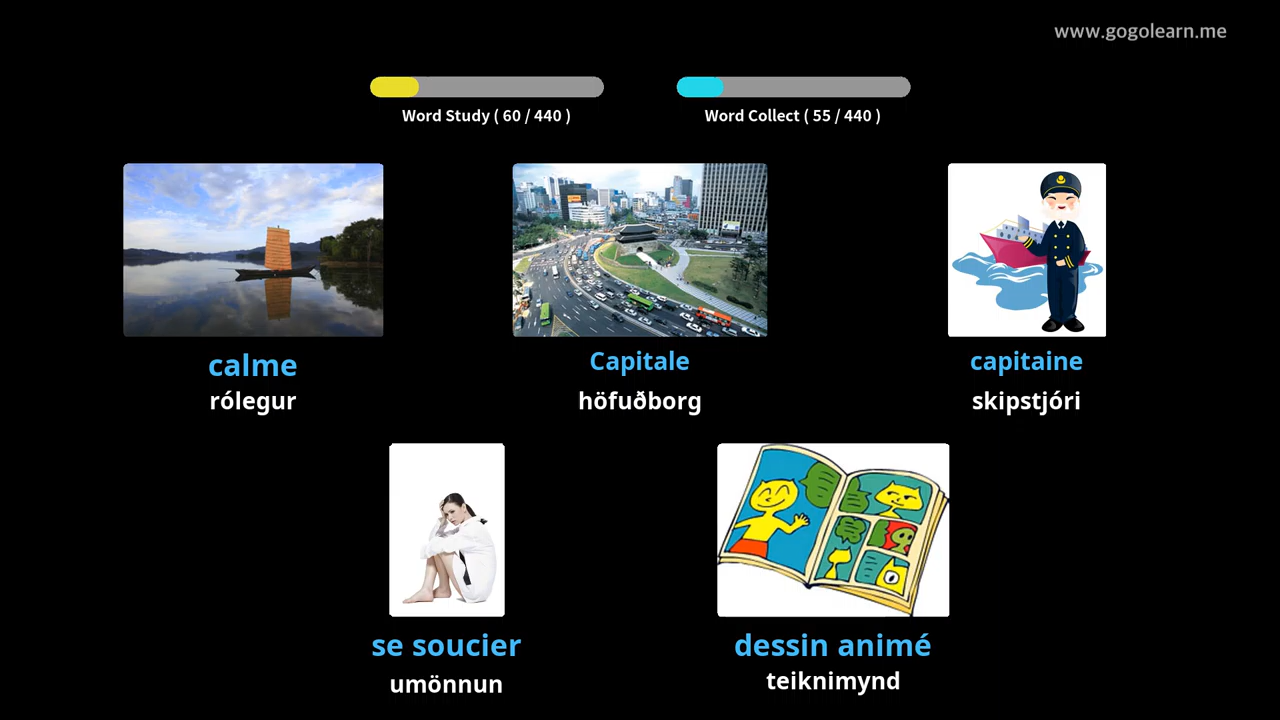 www.gogolearn.me
Word Study ( 60 / 440 )
Word Collect ( 55 / 440 )
calme
Capitale
capitaine
rólegur
höfuðborg
skipstjóri
se soucier
dessin animé
umönnun
teiknimynd